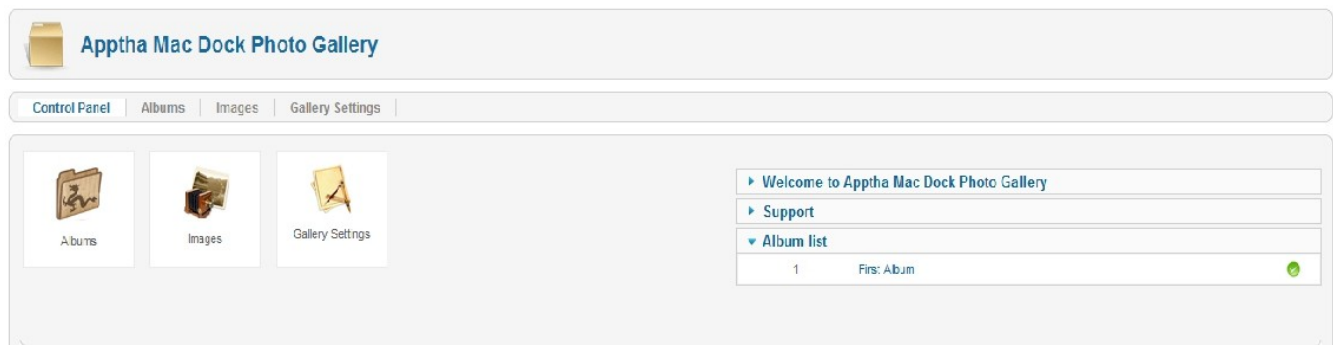 Apptha Mac Dock Photo Gallery
Control Panel Albums Images Gallery Settings
Albums Images Gallery Settings
Welcome to Apptha Mac Dock Photo Gallery
Support
Album list
1 First Album